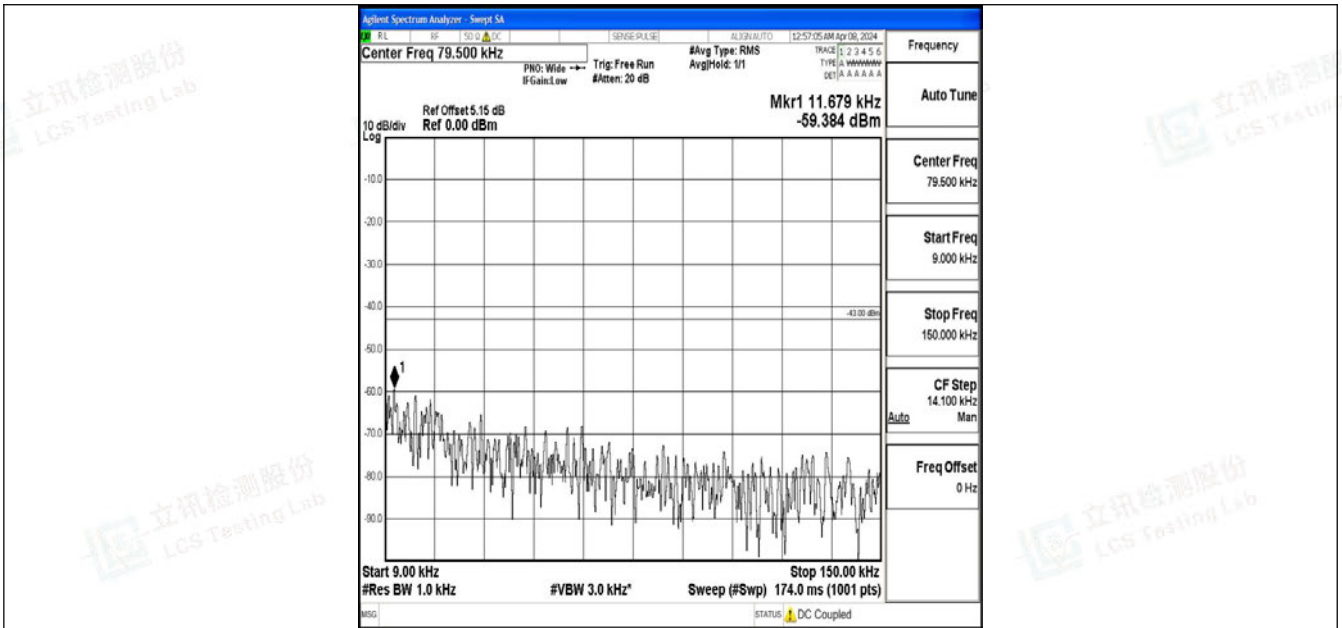 Agilent Spectrum Analyzer - Swept SA
RL RF 50 Ω DC SENSE:PULSE ALIGN AUTO 12:57:05 AM Apr 08, 2024
Center Freq 79.500 kHz
#Avg Type: RMS
Avg|Hold: 1/1
TRACE 1 2 3 4 5 6
TYPE A WWWWWW
DET A A A A A A
PNO: Wide
IFGain:Low
Trig: Free Run
#Atten: 20 dB
Mkr1 11.679 kHz
-59.384 dBm
Ref Offset 5.15 dB
Ref 0.00 dBm
10 dB/div
Log
-10.0
-20.0
-30.0
-40.0
-43.00 dBm
-50.0
1
-60.0
-70.0
-80.0
-90.0
Start 9.00 kHz
Stop 150.00 kHz
#Res BW 1.0 kHz
#VBW 3.0 kHz*
Sweep (#Swp) 174.0 ms (1001 pts)
MSG
STATUS DC Coupled
Frequency
Auto Tune
Center Freq
79.500 kHz
Start Freq
9.000 kHz
Stop Freq
150.000 kHz
CF Step
14.100 kHz
Auto Man
Freq Offset
0 Hz
立讯检测股份
LCS Testing Lab
立讯检测股份
LCS Testing Lab
立讯检测股份
LCS Testing Lab